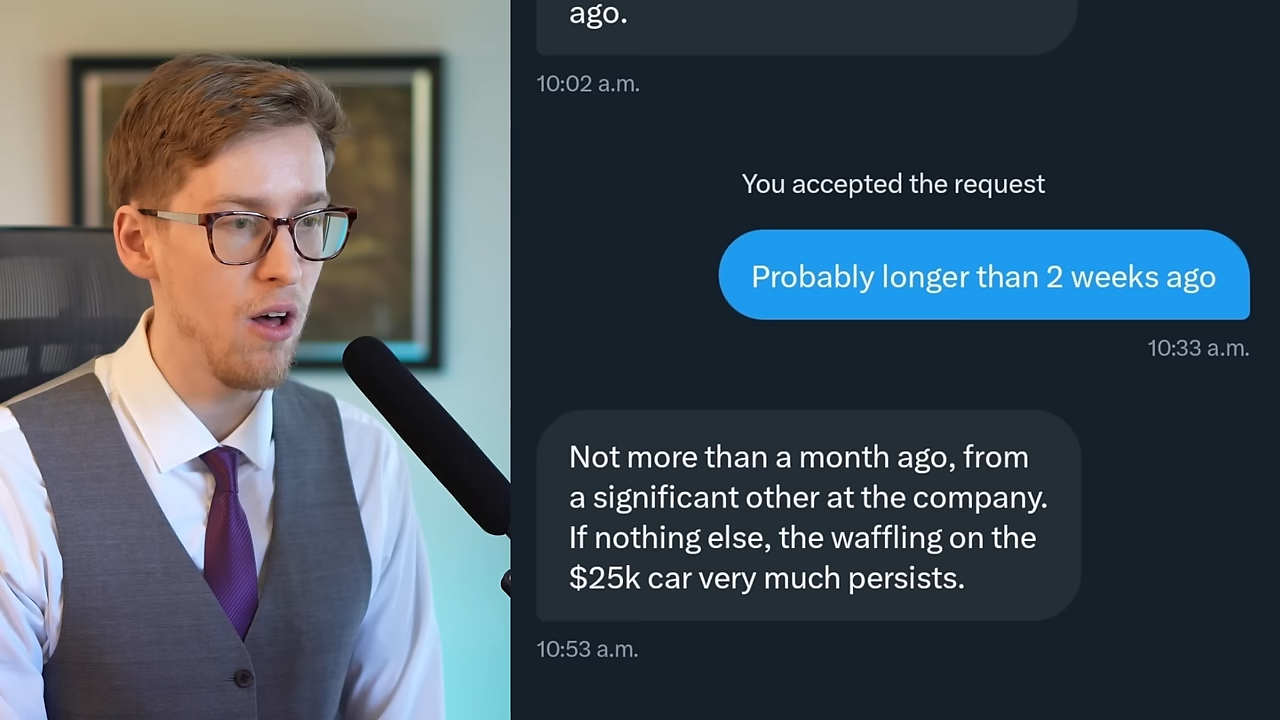 ago.
10:02 a.m.
You accepted the request
Probably longer than 2 weeks ago
10:33 a.m.
Not more than a month ago, from
a significant other at the company.
If nothing else, the waffling on the
$25k car very much persists.
10:53 a.m.